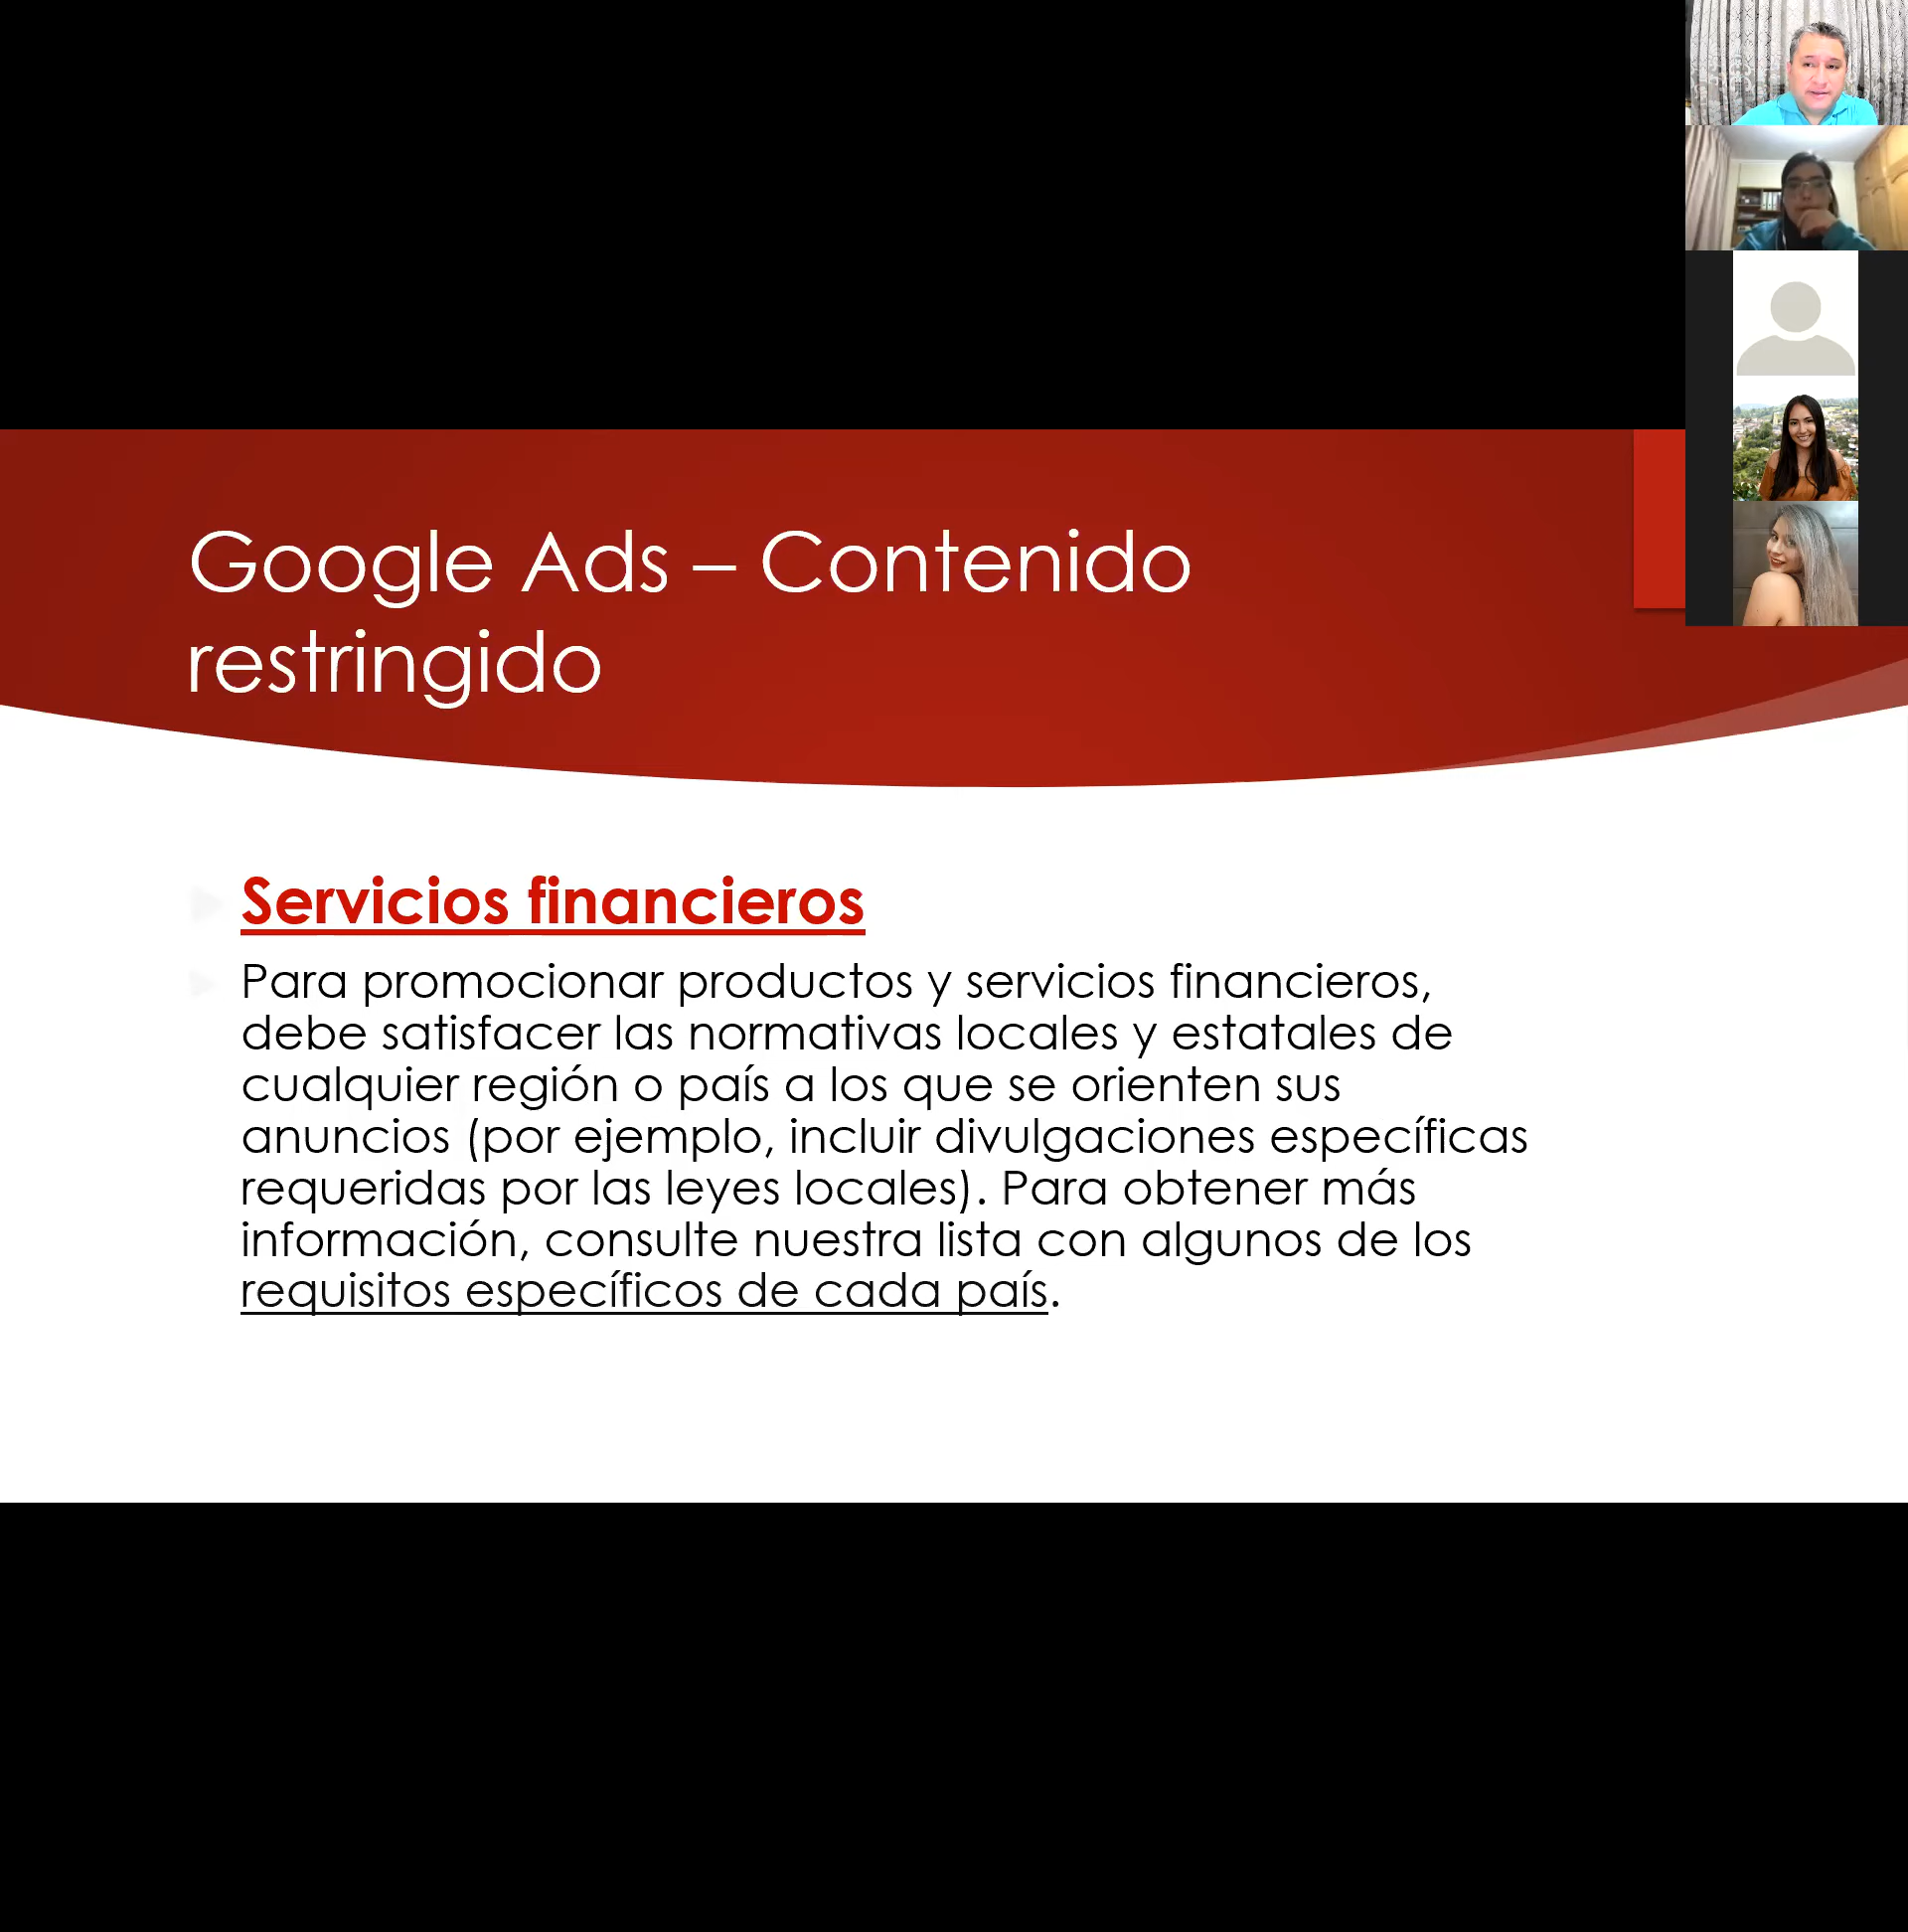 Google Ads – Contenido
restringido
Servicios financieros
Para promocionar productos y servicios financieros,
debe satisfacer las normativas locales y estatales de
cualquier región o país a los que se orienten sus
anuncios (por ejemplo, incluir divulgaciones específicas
requeridas por las leyes locales). Para obtener más
información, consulte nuestra lista con algunos de los
requisitos específicos de cada país.